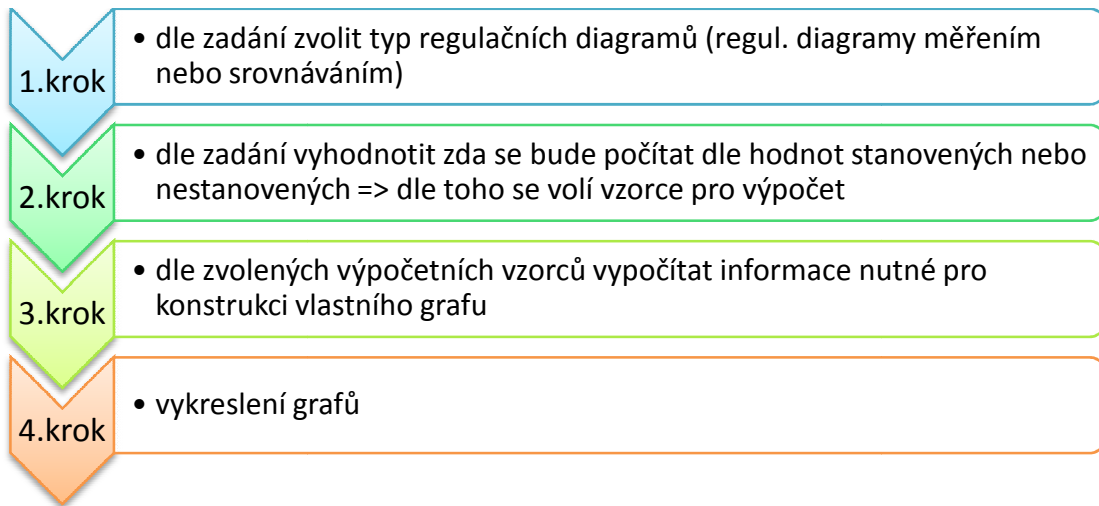 1.krok
• dle zadání zvolit typ regulačních diagramů (regul. diagramy měřením
nebo srovnáváním)
2.krok
• dle zadání vyhodnotit zda se bude počítat dle hodnot stanovených nebo
nestanovených => dle toho se volí vzorce pro výpočet
3.krok
• dle zvolených výpočetních vzorců vypočítat informace nutné pro
konstrukci vlastního grafu
4.krok
• vykreslení grafů